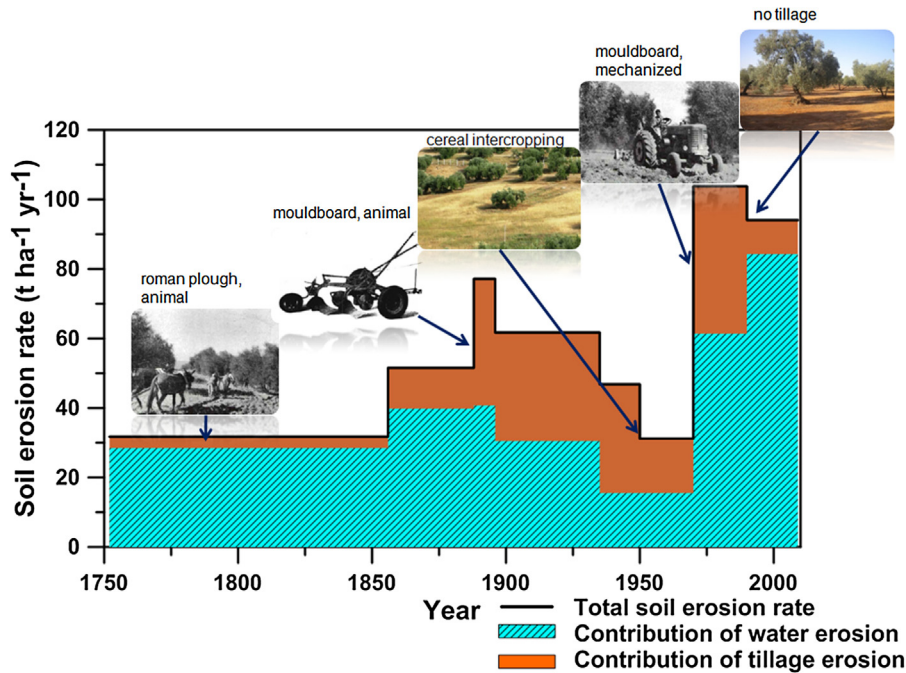 no tillage
mouldboard,
mechanized
cereal intercropping
mouldboard, animal
roman plough,
animal
Soil erosion rate (t ha-1 yr-1)
120
100
80
60
40
20
0
1750
1800
1850
1900
1950
2000
Year
Total soil erosion rate
Contribution of water erosion
Contribution of tillage erosion